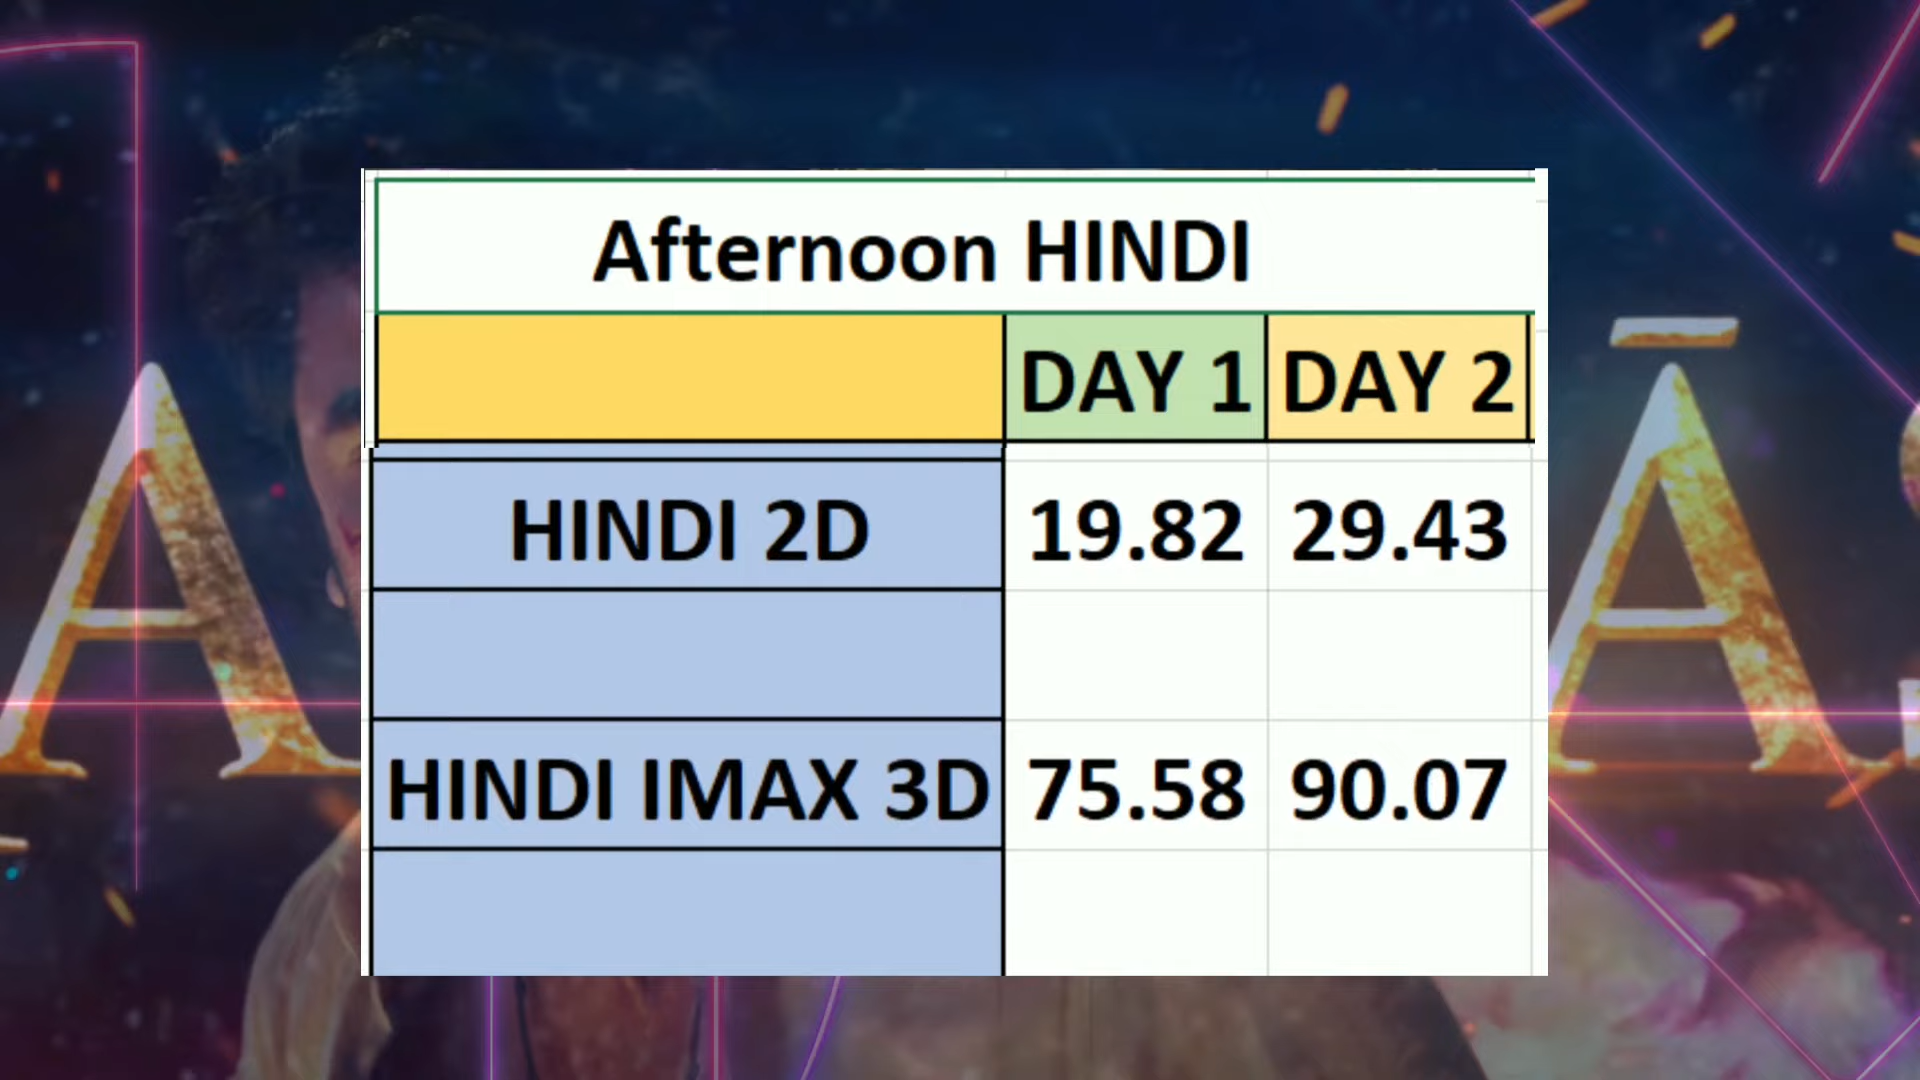 Afternoon HINDI
DAY 1 DAY 2
HINDI 2D 19.82 29.43
HINDI IMAX 3D 75.58 90.07
A Ā